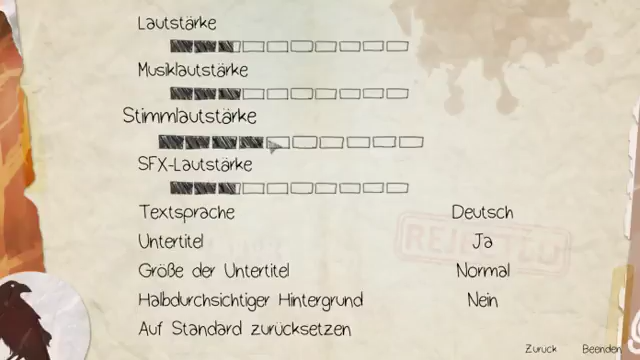 Lautstärke
Musiklautstärke
Stimmlautstärke
SFX-Lautstärke
Textsprache Deutsch
Untertitel Ja
REJECTED
Größe der Untertitel Normal
Halbdurchsichtiger Hintergrund Nein
Auf Standard zurücksetzen
Zurück Beenden